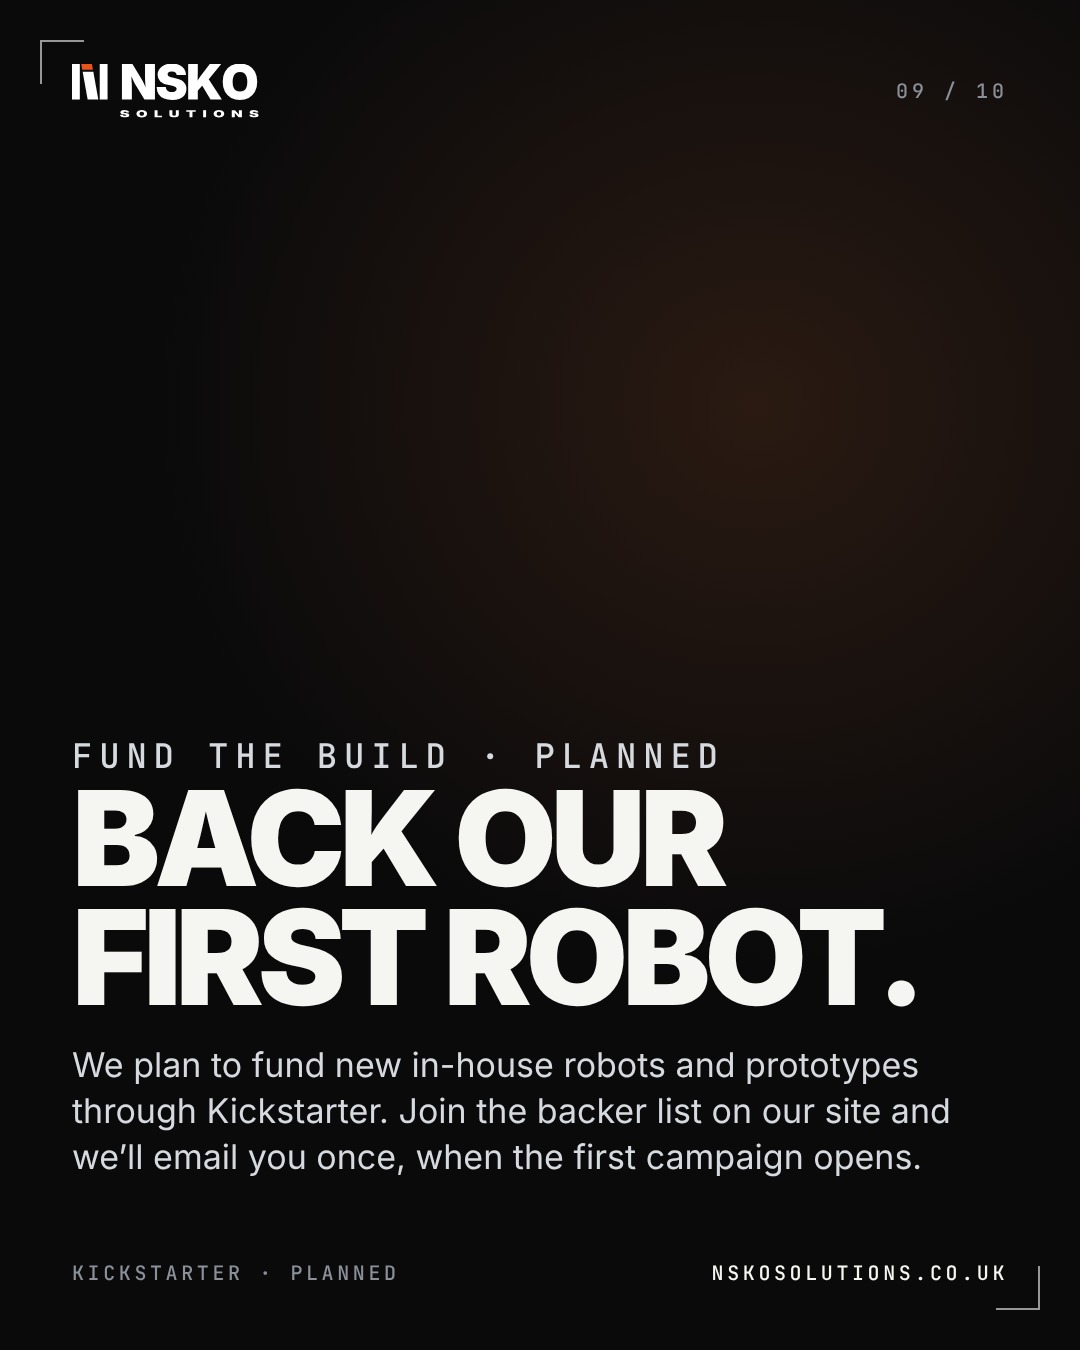 NSKO
SOLUTIONS
09 / 10
FUND THE BUILD · PLANNED
BACK OUR
FIRST ROBOT.
We plan to fund new in-house robots and prototypes
through Kickstarter. Join the backer list on our site and
we’ll email you once, when the first campaign opens.
KICKSTARTER · PLANNED
NSKOSOLUTIONS.CO.UK